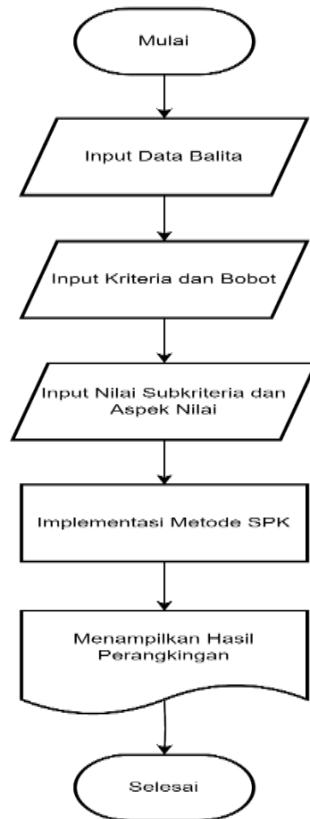 Mulai
Input Data Balita
Input Kriteria dan Bobot
Input Nilai Subkriteria dan
Aspek Nilai
Implementasi Metode SPK
Menampilkan Hasil
Perangkingan
Selesai